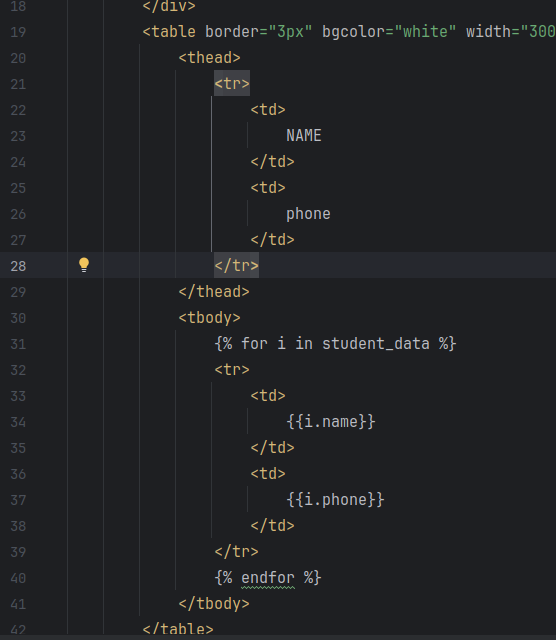 18 </div>
19 <table border="3px" bgcolor="white" width="300
20 <thead>
21 <tr>
22 <td>
23 NAME
24 </td>
25 <td>
26 phone
27 </td>
28 </tr>
29 </thead>
30 <tbody>
31 {% for i in student_data %}
32 <tr>
33 <td>
34 {{i.name}}
35 </td>
36 <td>
37 {{i.phone}}
38 </td>
39 </tr>
40 {% endfor %}
41 </tbody>
42 </table>